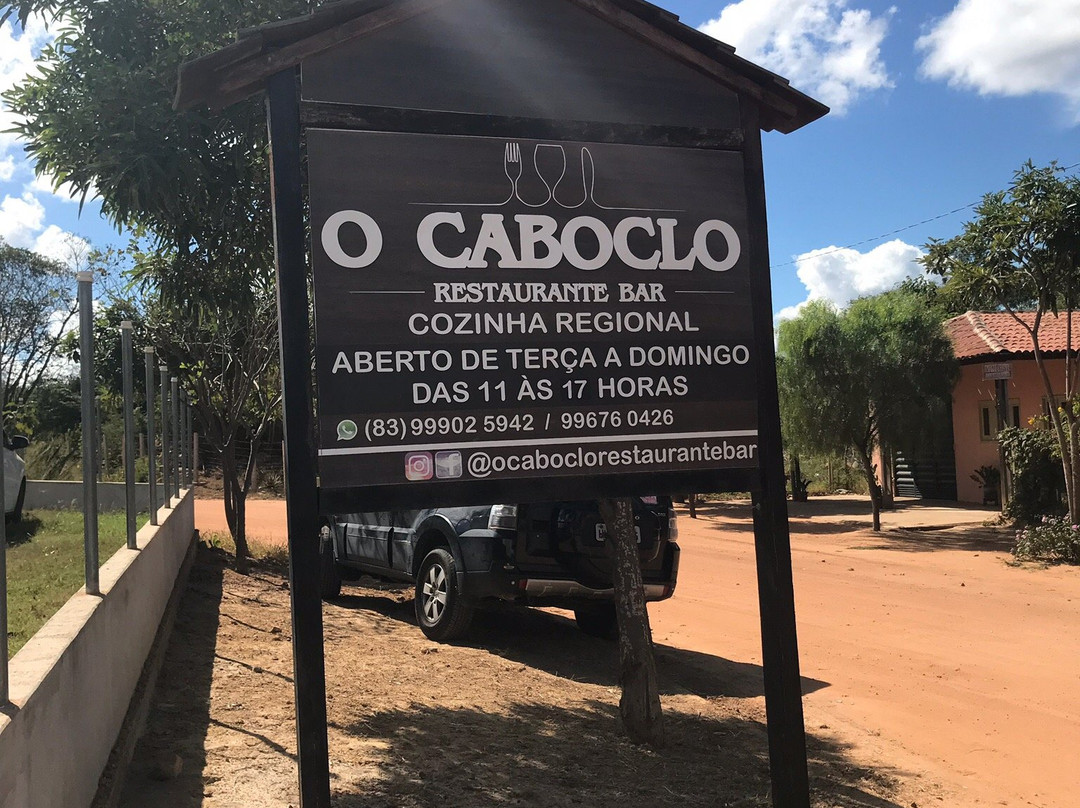 O CABOCLO
RESTAURANTE BAR
COZINHA REGIONAL
ABERTO DE TERÇA A DOMINGO
DAS 11 ÀS 17 HORAS
(83) 99902 5942 / 99676 0426
@ocaboclorestaurantebar